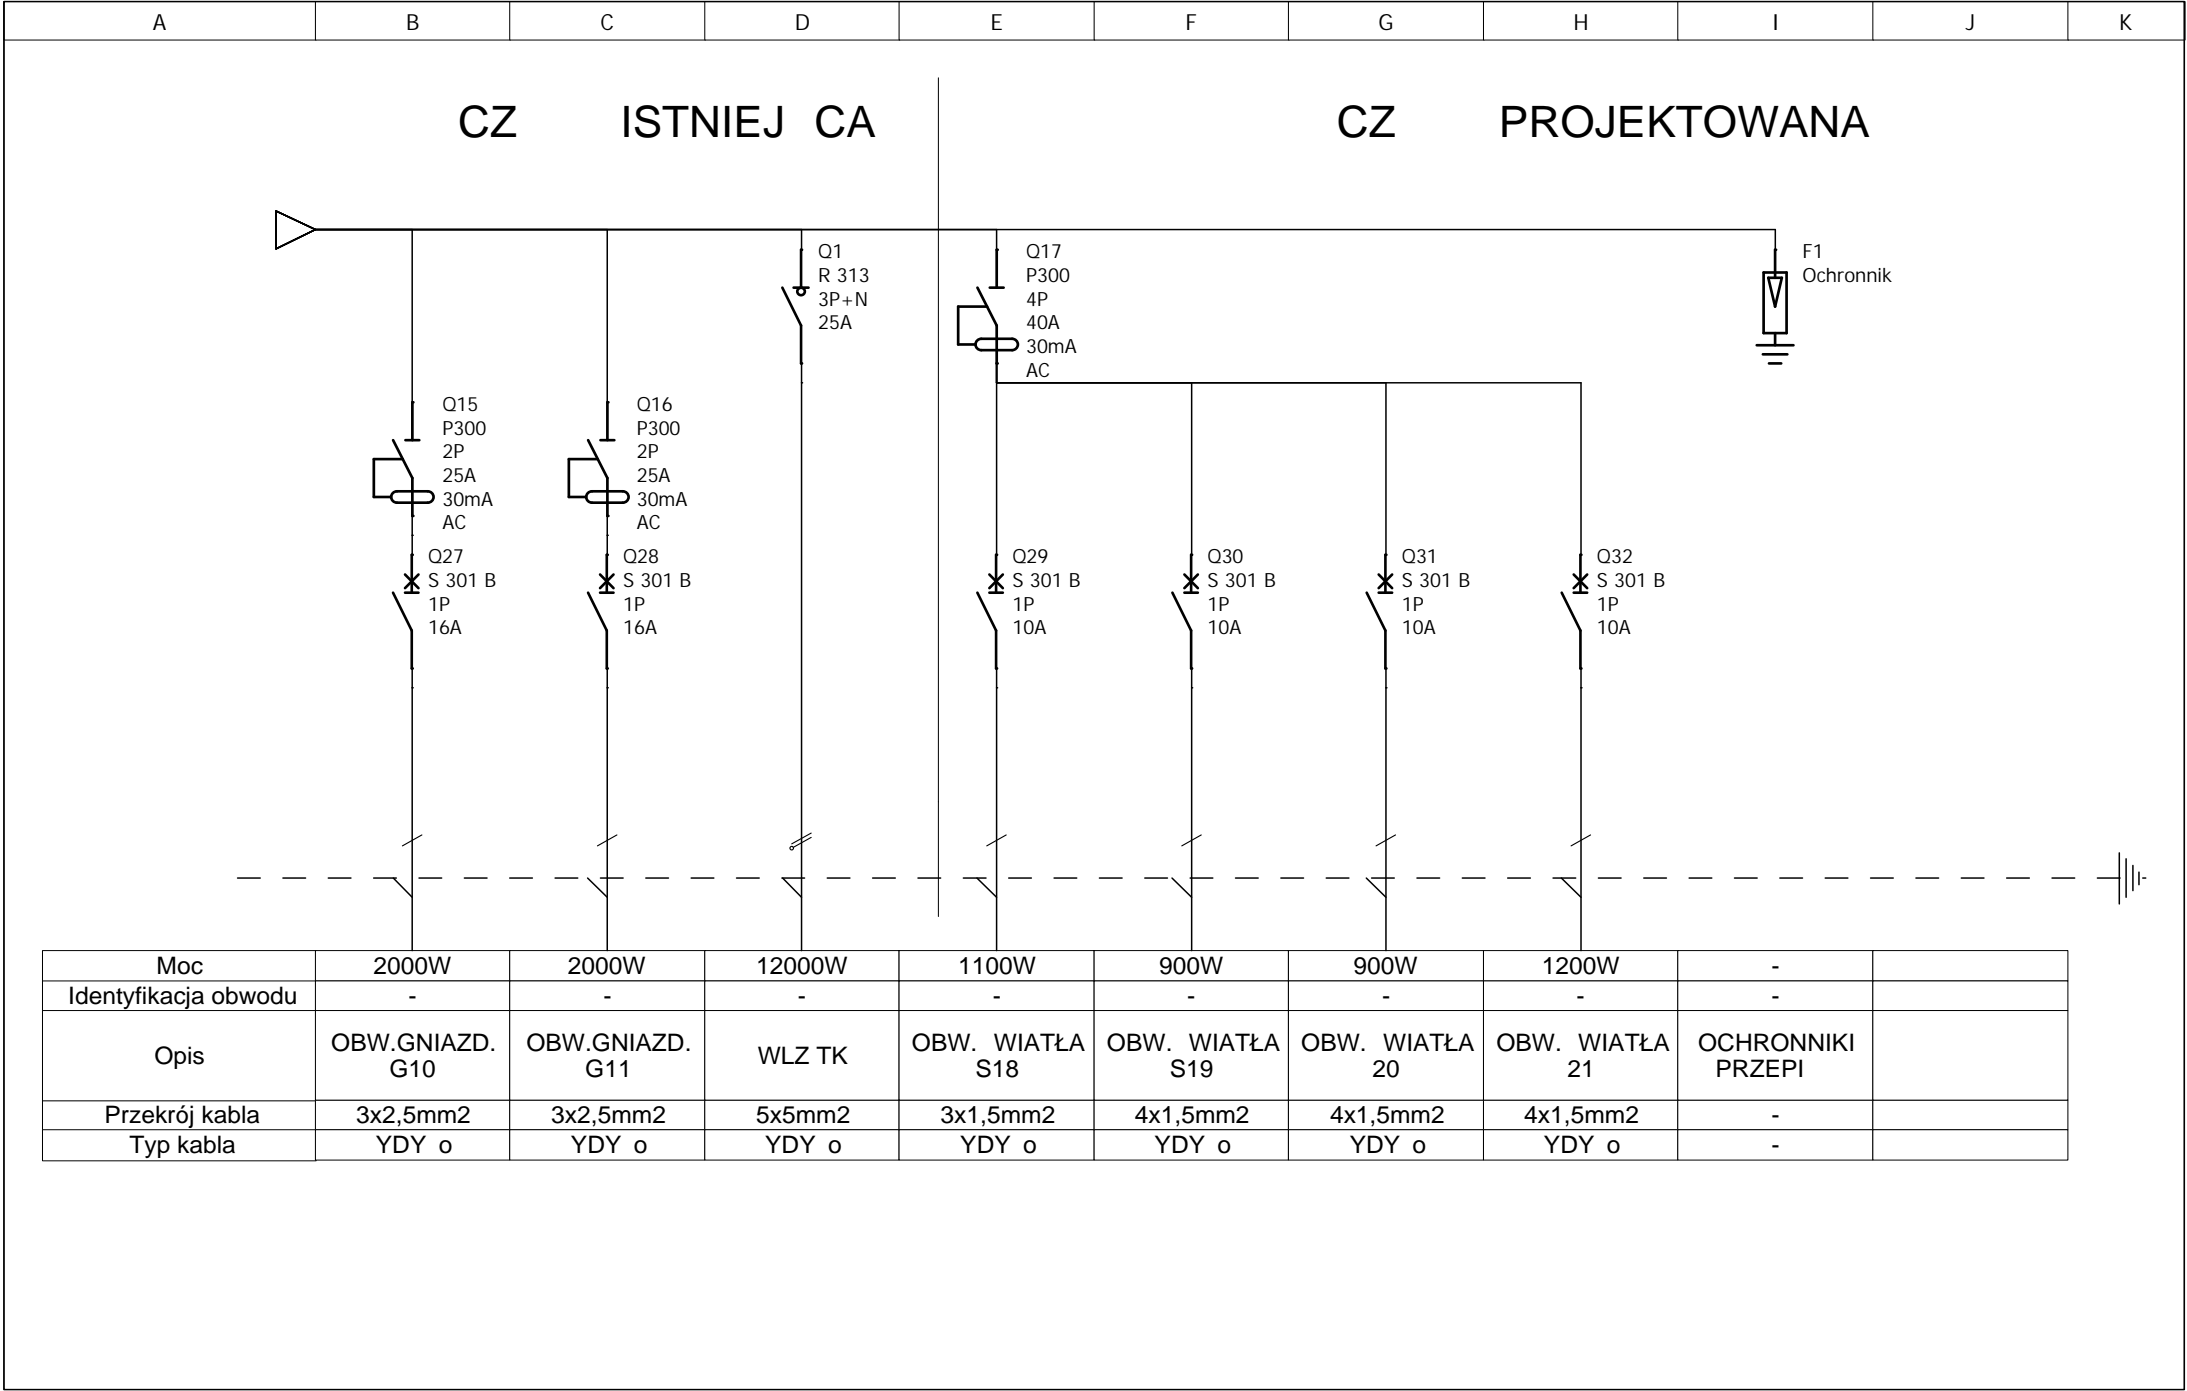 A B C D E F G H I J K
CZ ISTNIEJ CA
CZ PROJEKTOWANA
Q1
R 313
3P+N
25A
Q17
P300
4P
40A
30mA
AC
F1
Ochronnik
Q15
P300
2P
25A
30mA
AC
Q16
P300
2P
25A
30mA
AC
Q27
S 301 B
1P
16A
Q28
S 301 B
1P
16A
Q29
S 301 B
1P
10A
Q30
S 301 B
1P
10A
Q31
S 301 B
1P
10A
Q32
S 301 B
1P
10A
Moc 2000W 2000W 12000W 1100W 900W 900W 1200W -
Identyfikacja obwodu - - - - - - - -
Opis
OBW.GNIAZD.
G10
OBW.GNIAZD.
G11
WLZ TK
OBW. WIATŁA
S18
OBW. WIATŁA
S19
OBW. WIATŁA
20
OBW. WIATŁA
21
OCHRONNIKI
PRZEPI
Przekrój kabla 3x2,5mm2 3x2,5mm2 5x5mm2 3x1,5mm2 4x1,5mm2 4x1,5mm2 4x1,5mm2 -
Typ kabla YDY o YDY o YDY o YDY o YDY o YDY o YDY o -